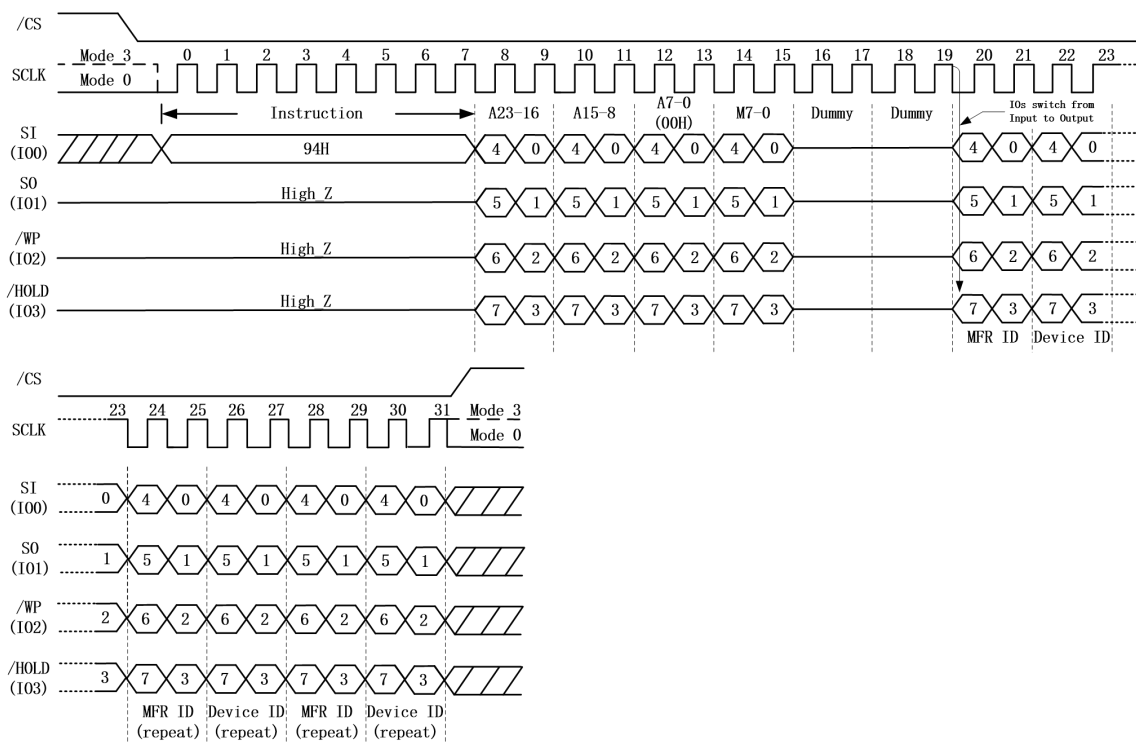 /CS
Mode 3
0 1 2 3 4 5 6 7 8 9 10 11 12 13 14 15 16 17 18 18 19 20 21 22 23
SCLK
Mode 0
Instruction A23-16 A15-8 A7-0 (00H) M7-0 Dummy Dummy
IOs switch from
Input to Output
SI
(IO0)
94H 4 0 4 0 4 0 4 0 4 0 4 0
SO
(IO1)
High_Z 5 1 5 1 5 1 5 1 5 1 5 1
/WP
(IO2)
High_Z 6 2 6 2 6 2 6 2 6 2 6 2
/HOLD
(IO3)
High_Z 7 3 7 3 7 3 7 3 7 3 7 3
MFR ID Device ID
/CS
23 24 25 26 27 28 29 30 31 Mode 3
SCLK
Mode 0
SI
(IO0)
0 4 0 4 0 4 0 4 0
SO
(IO1)
1 5 1 5 1 5 1 5 1
/WP
(IO2)
2 6 2 6 2 6 2 6 2
/HOLD
(IO3)
3 7 3 7 3 7 3 7 3
MFR ID Device ID MFR ID Device ID
(repeat) (repeat) (repeat) (repeat)